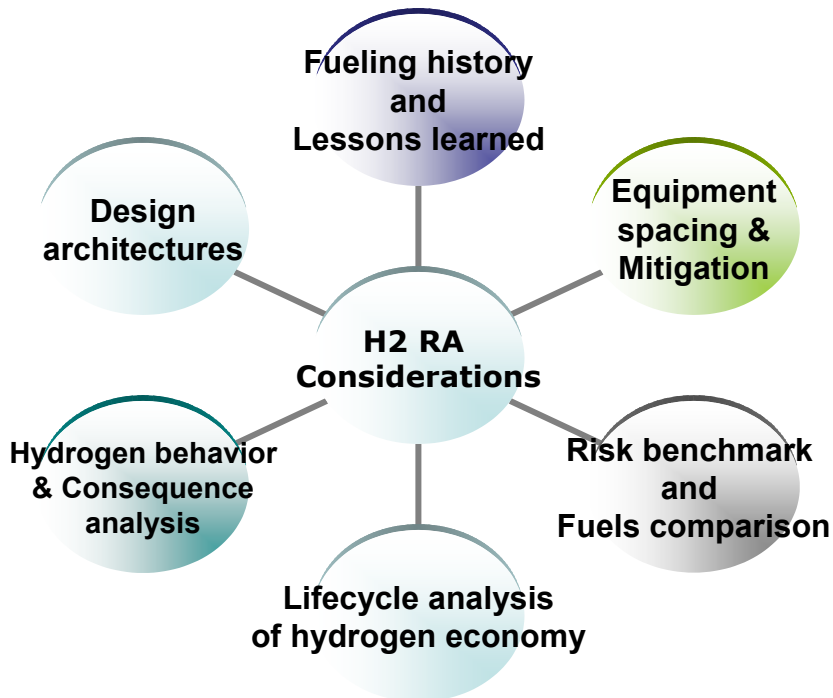 Fueling history
and
Lessons learned
Design
architectures
Equipment
spacing &
Mitigation
H2 RA
Considerations
Hydrogen behavior
& Consequence
analysis
Risk benchmark
and
Fuels comparison
Lifecycle analysis
of hydrogen economy